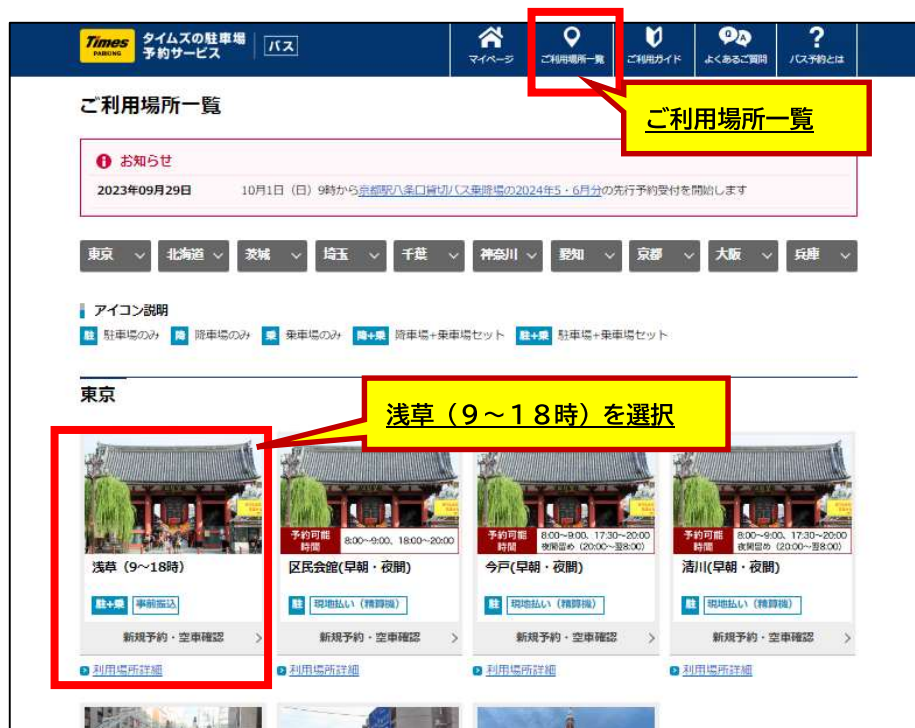 Times PARKING タイムズの駐車場 予約サービス バス
マイページ ご利用場所一覧 ご利用ガイド よくあるご質問 バス予約とは
ご利用場所一覧
ご利用場所一覧
お知らせ
2023年09月29日 10月1日（日）9時から京都駅八条口貸切バス乗降場の2024年5・6月分の先行予約受付を開始します
東京 北海道 茨城 埼玉 千葉 神奈川 愛知 京都 大阪 兵庫
アイコン説明
駐 駐車場のみ 降 降車場のみ 乗 乗車場のみ 降+乗 降車場+乗車場セット 駐+乗 駐車場+乗車場セット
東京
浅草（9～18時）を選択
予約可能時間 8:00～9:00、18:00～20:00
予約可能時間 8:00～9:00、17:30～20:00 夜間留め（20:00～翌8:00）
予約可能時間 8:00～9:00、17:30～20:00 夜間留め（20:00～翌8:00）
浅草（9～18時） 区民会館(早朝・夜間) 今戸(早朝・夜間) 清川(早朝・夜間)
駐+乗 事前振込 駐 現地払い（精算機） 駐 現地払い（精算機） 駐 現地払い（精算機）
新規予約・空車確認 新規予約・空車確認 新規予約・空車確認 新規予約・空車確認
利用場所詳細 利用場所詳細 利用場所詳細 利用場所詳細